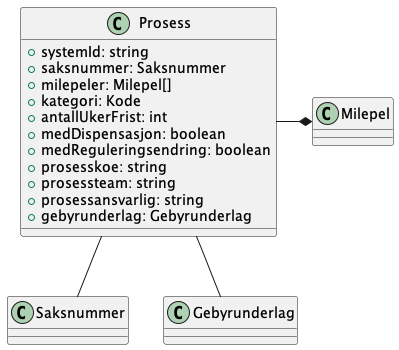 C Prosess
systemId: string
saksnummer: Saksnummer
milepeler: Milepel[]
kategori: Kode
antallUkerFrist: int
medDispensasjon: boolean
medReguleringsendring: boolean
prosesskoe: string
prosessteam: string
prosessansvarlig: string
gebyrunderlag: Gebyrunderlag
C Milepel
C Saksnummer
C Gebyrunderlag